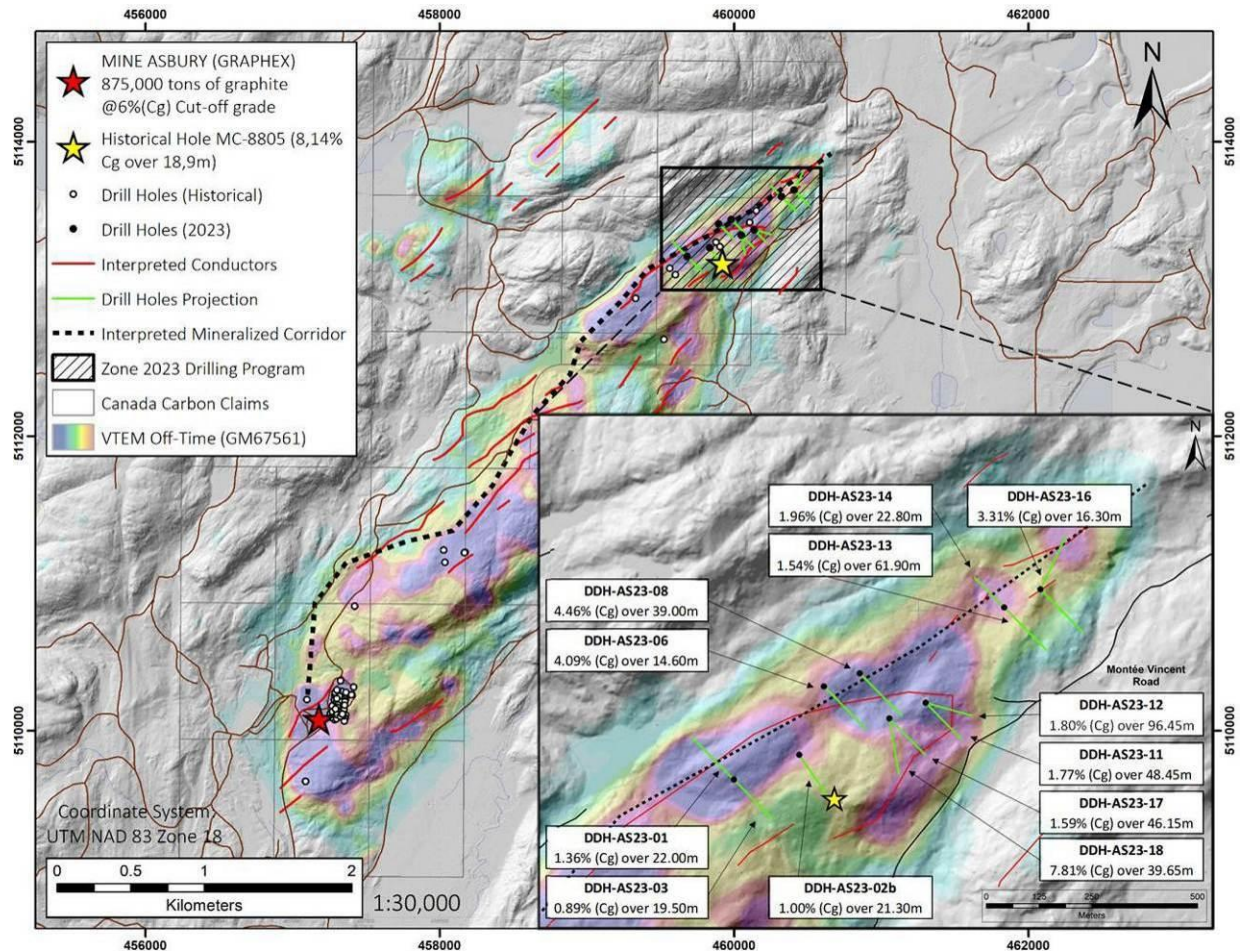 456000
458000
460000
462000
MINE ASBURY (GRAPHEX)
875,000 tons of graphite
@6%(Cg) Cut-off grade
Historical Hole MC-8805 (8,14%
Cg over 18,9m)
Drill Holes (Historical)
Drill Holes (2023)
Interpreted Conductors
Drill Holes Projection
Interpreted Mineralized Corridor
Zone 2023 Drilling Program
Canada Carbon Claims
VTEM Off-Time (GM67561)
N
5114000
5114000
5112000
5112000
5110000
5110000
N
DDH-AS23-14
1.96% (Cg) over 22.80m
DDH-AS23-16
3.31% (Cg) over 16.30m
DDH-AS23-13
1.54% (Cg) over 61.90m
DDH-AS23-08
4.46% (Cg) over 39.00m
DDH-AS23-06
4.09% (Cg) over 14.60m
Montée Vincent
Road
DDH-AS23-12
1.80% (Cg) over 96.45m
DDH-AS23-11
1.77% (Cg) over 48.45m
DDH-AS23-17
1.59% (Cg) over 46.15m
DDH-AS23-18
7.81% (Cg) over 39.65m
DDH-AS23-01
1.36% (Cg) over 22.00m
DDH-AS23-03
0.89% (Cg) over 19.50m
DDH-AS23-02b
1.00% (Cg) over 21.30m
0 125 250 500
Meters
Coordinate System:
UTM NAD 83 Zone 18
0 0.5 1 2
Kilometers
1:30,000
456000
458000
460000
462000